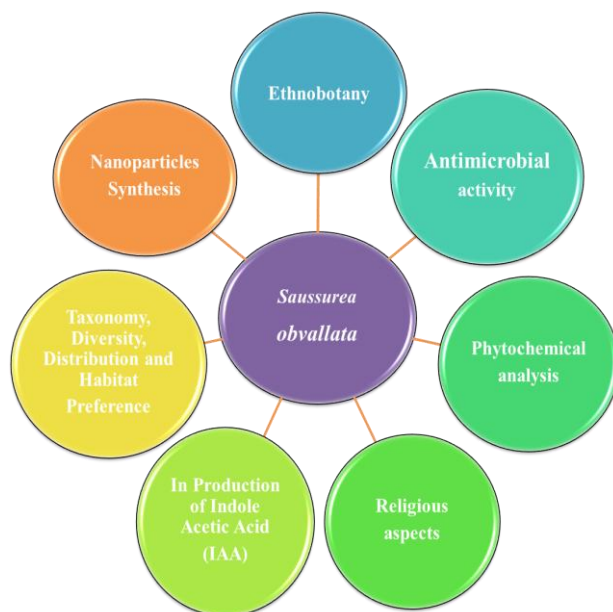 Ethnobotany
Antimicrobial
activity
Phytochemical
analysis
Religious
aspects
In Production
of Indole
Acetic Acid
(IAA)
Taxonomy,
Diversity,
Distribution and
Habitat
Preference
Nanoparticles
Synthesis
Saussurea
obvallata